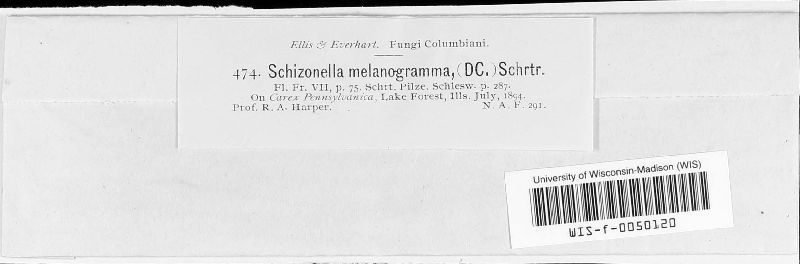 Ellis & Everhart. Fungi Columbiani.
474. Schizonella melanogramma, (DC.) Schrtr.
Fl. Fr. VII, p. 75. Schrt. Pilze. Schlesw. p. 287.
On Carex Pennsylvanica, Lake Forest, Ills. July, 1894.
Prof. R. A. Harper. N. A. F. 291.
University of Wisconsin-Madison (WIS)
WIS-f-0050120